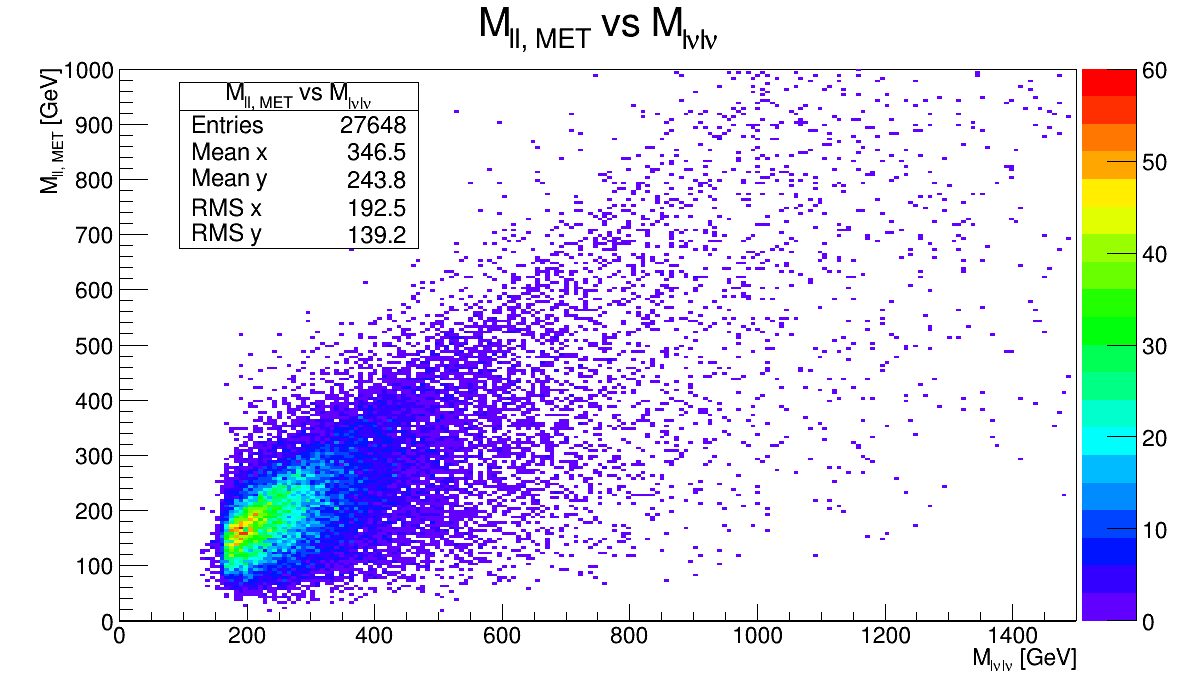 M_ll, MET vs M_lνlν
M_ll, MET [GeV]
M_ll, MET vs M_lνlν
Entries 27648
Mean x 346.5
Mean y 243.8
RMS x 192.5
RMS y 139.2
1000
900
800
700
600
500
400
300
200
100
0
0 200 400 600 800 1000 1200 1400
M_lνlν [GeV]
60
50
40
30
20
10
0